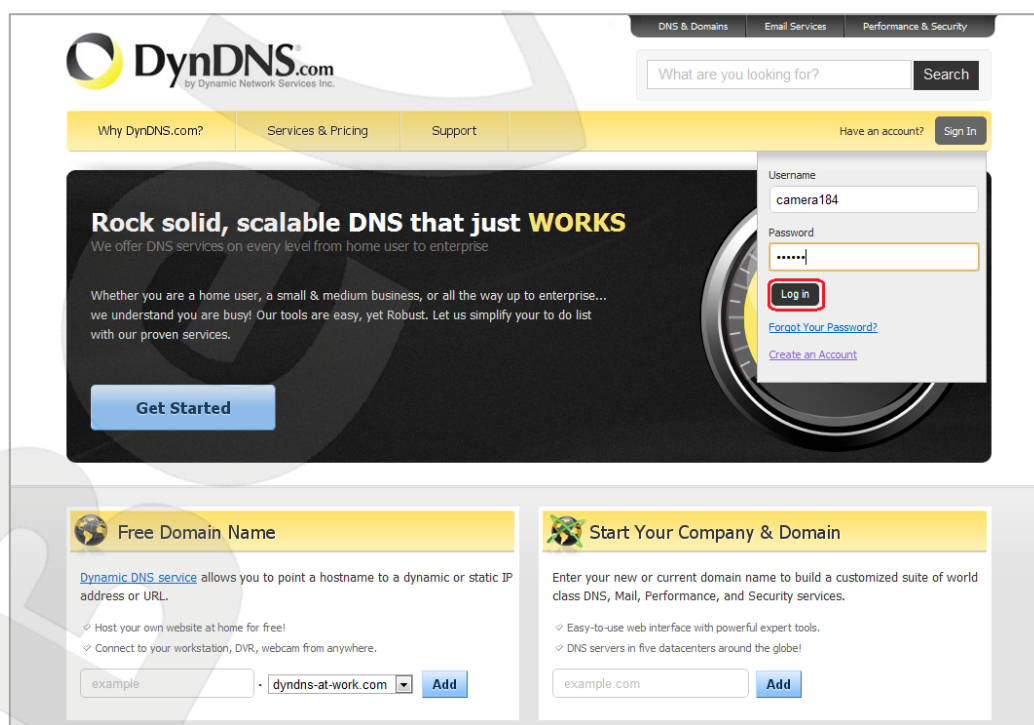 DNS & Domains Email Services Performance & Security
DynDNS.com
by Dynamic Network Services Inc.
What are you looking for? Search
Why DynDNS.com? Services & Pricing Support Have an account? Sign In
Username
camera184
Password
••••••
Log in
Forgot Your Password?
Create an Account
Rock solid, scalable DNS that just WORKS
We offer DNS services on every level from home user to enterprise
Whether you are a home user, a small & medium business, or all the way up to enterprise...
we understand you are busy! Our tools are easy, yet Robust. Let us simplify your to do list
with our proven services.
Get Started
Free Domain Name
Dynamic DNS service allows you to point a hostname to a dynamic or static IP
address or URL.
Host your own website at home for free!
Connect to your workstation, DVR, webcam from anywhere.
example - dyndns-at-work.com Add
Start Your Company & Domain
Enter your new or current domain name to build a customized suite of world
class DNS, Mail, Performance, and Security services.
Easy-to-use web interface with powerful expert tools.
DNS servers in five datacenters around the globe!
example.com Add